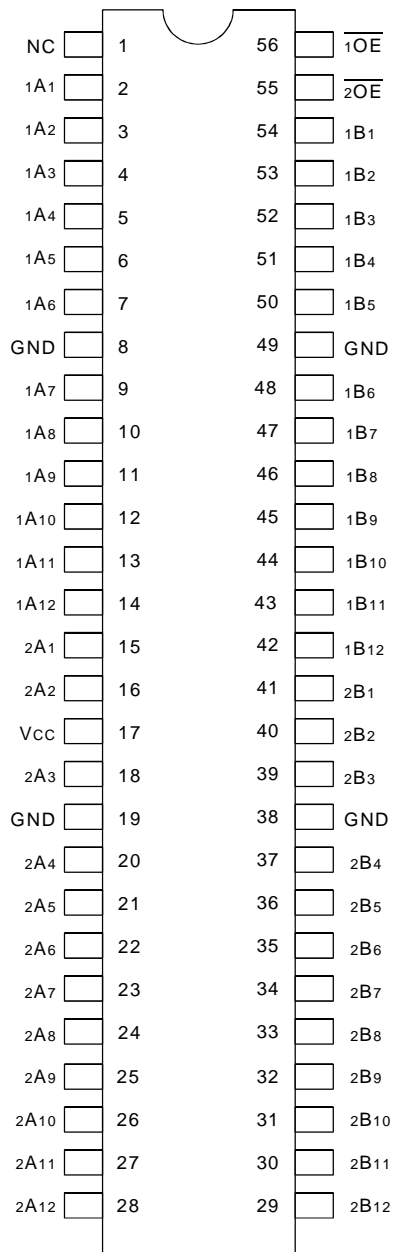 NC 1 56 1OE
1A1 2 55 2OE
1A2 3 54 1B1
1A3 4 53 1B2
1A4 5 52 1B3
1A5 6 51 1B4
1A6 7 50 1B5
GND 8 49 GND
1A7 9 48 1B6
1A8 10 47 1B7
1A9 11 46 1B8
1A10 12 45 1B9
1A11 13 44 1B10
1A12 14 43 1B11
2A1 15 42 1B12
2A2 16 41 2B1
VCC 17 40 2B2
2A3 18 39 2B3
GND 19 38 GND
2A4 20 37 2B4
2A5 21 36 2B5
2A6 22 35 2B6
2A7 23 34 2B7
2A8 24 33 2B8
2A9 25 32 2B9
2A10 26 31 2B10
2A11 27 30 2B11
2A12 28 29 2B12